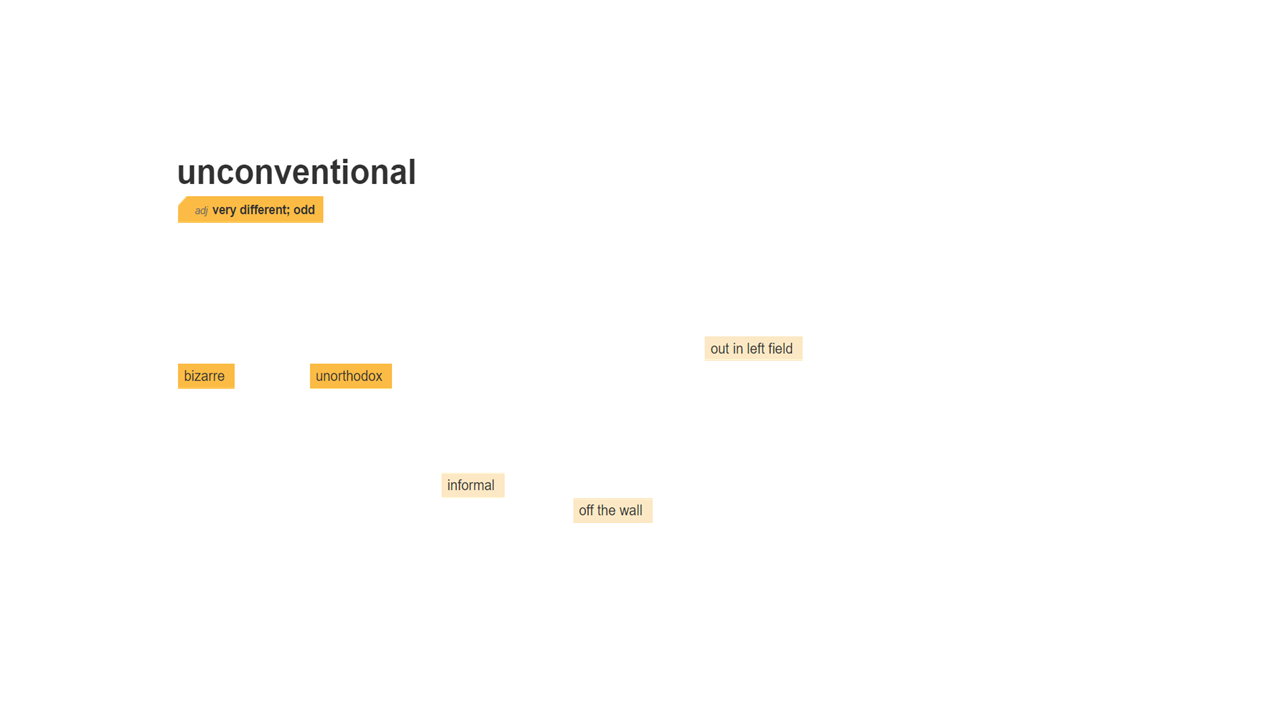 unconventional
adj very different; odd
out in left field
bizarre unorthodox
informal
off the wall